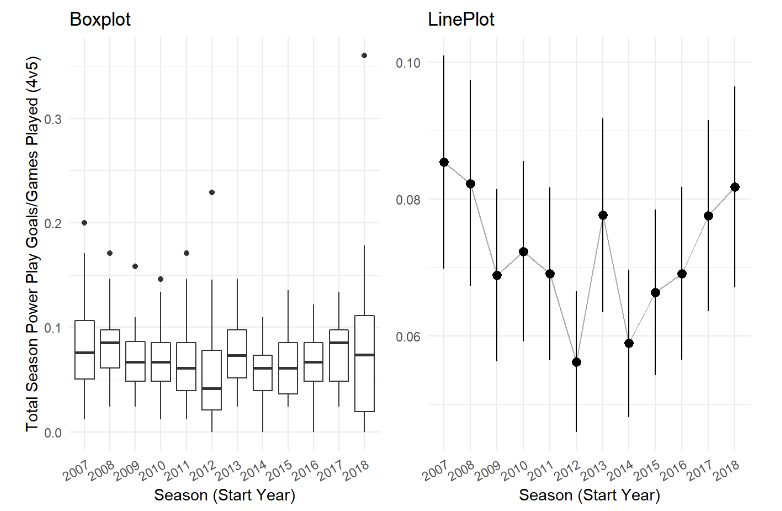 Boxplot
Total Season Power Play Goals/Games Played (4v5)
0.3
0.2
0.1
0.0
2007 2008 2009 2010 2011 2012 2013 2014 2015 2016 2017 2018
Season (Start Year)
LinePlot
0.10
0.08
0.06
2007 2008 2009 2010 2011 2012 2013 2014 2015 2016 2017 2018
Season (Start Year)